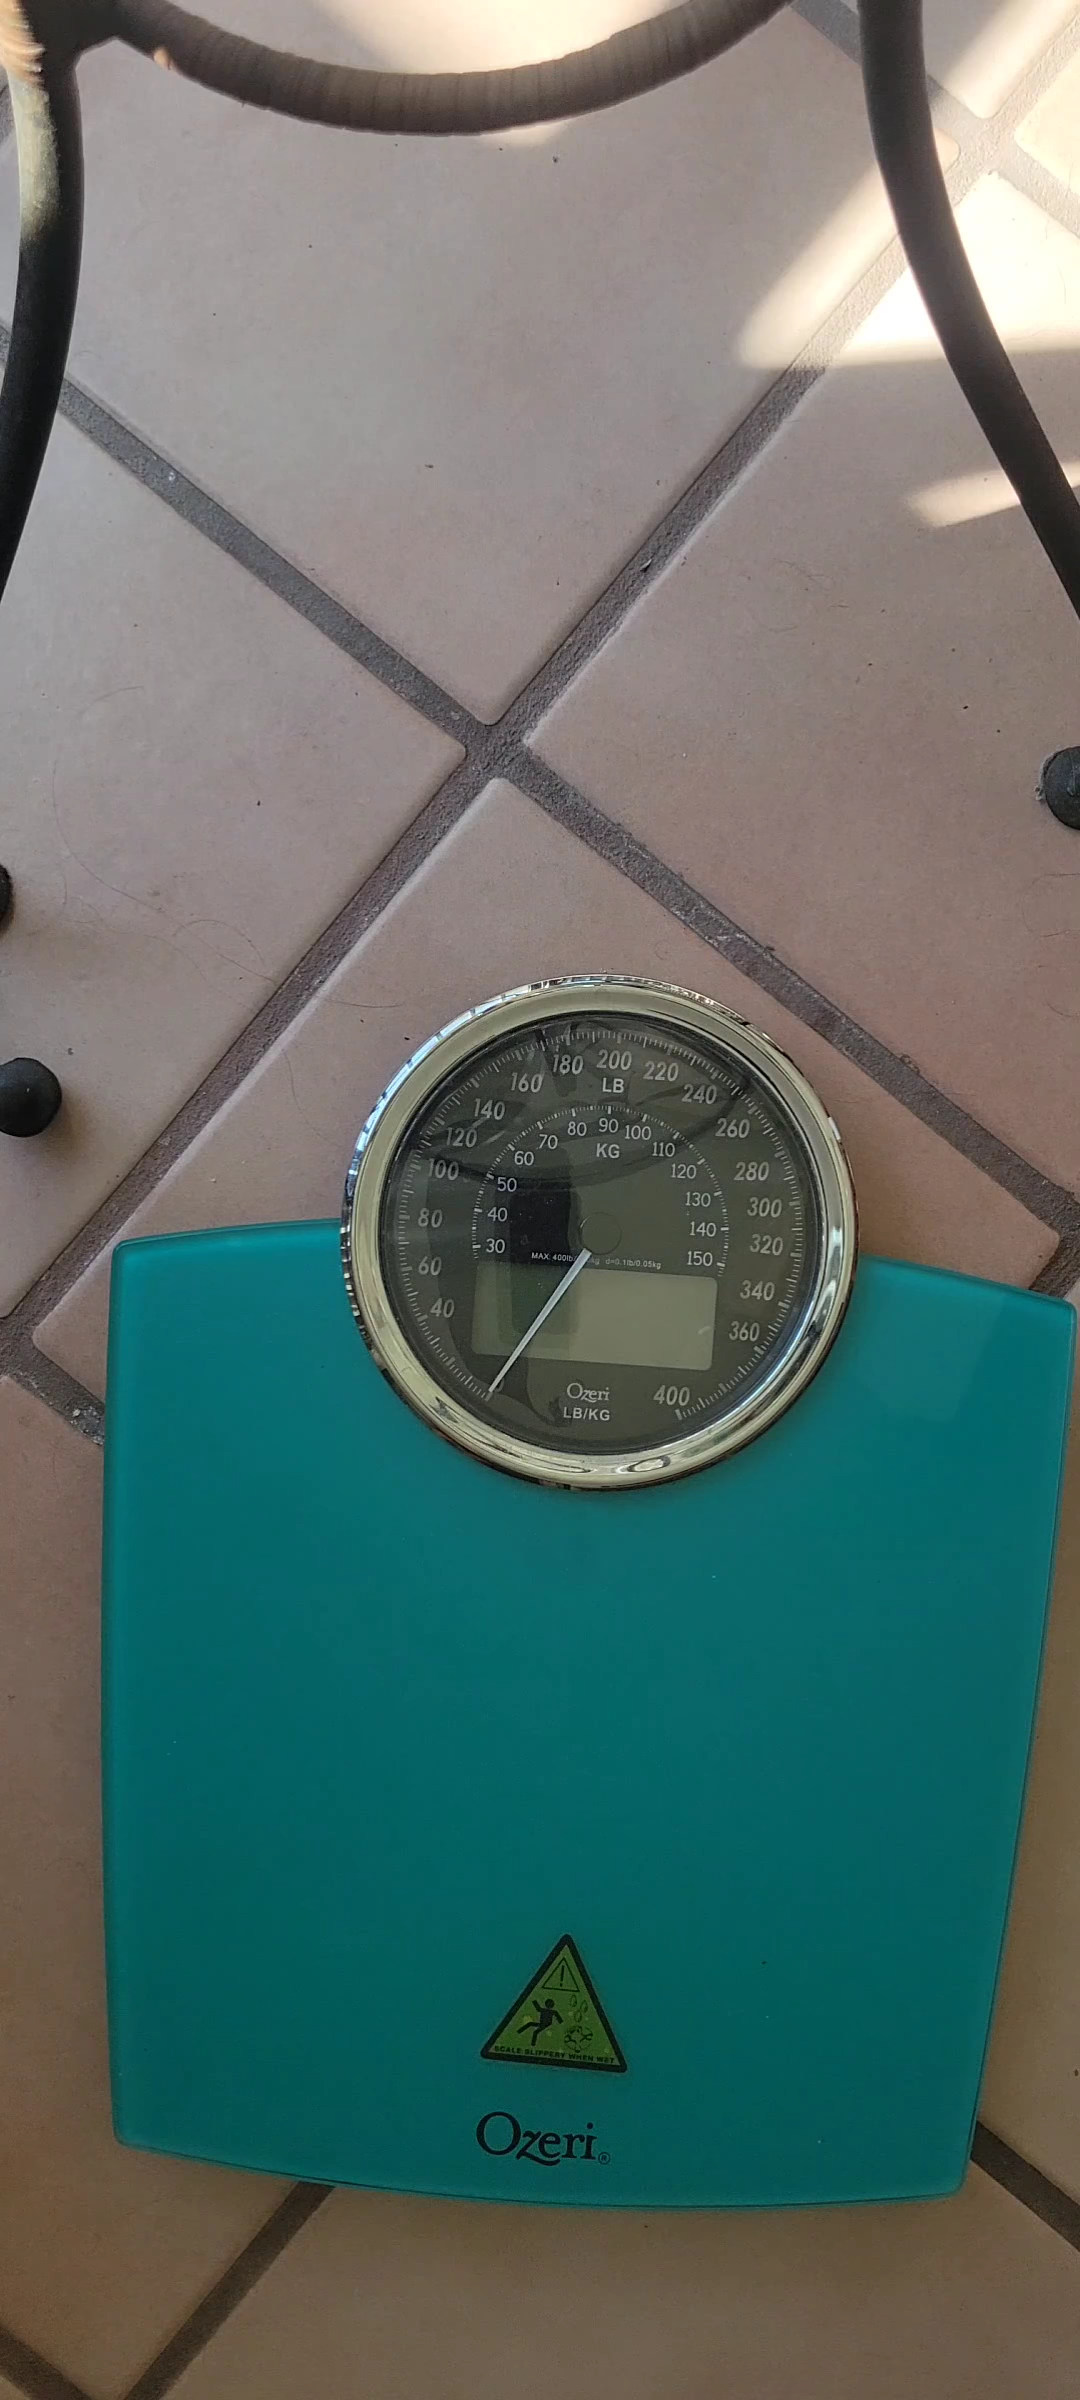 180 200 220
160 LB 240
140 260
120 80 90 100
70 KG 110
100 60 120 280
50 130 300
80 40 140 320
30 150
60 MAX. 400lb/ kg d=0.1lb/0.05kg 340
40 360
Ozeri 400
LB/KG
!
SCALE SLIPPERY WHEN WET
Ozeri®